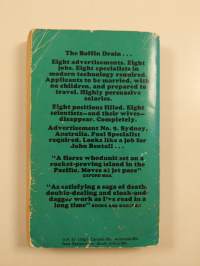 The Boffin Drain . . .
Eight advertisements. Eight
jobs. Eight specialists in
modern technology required.
Applicants to be married, with
no children, and prepared to
travel. Highly persuasive
salaries.
Eight positions filled. Eight
scientists—and their wives—
disappear. Completely.
Advertisement No. 9. Sydney,
Australia. Fuel Specialist
required. Looks like a job for
John Bentall . . .
"A fierce whodunit set on a
rocket-proving island in the
Pacific. Moves at jet pace"
"As satisfying a saga of death,
double-dealing and cloak-and-
dagger work as I've read in a
long time"